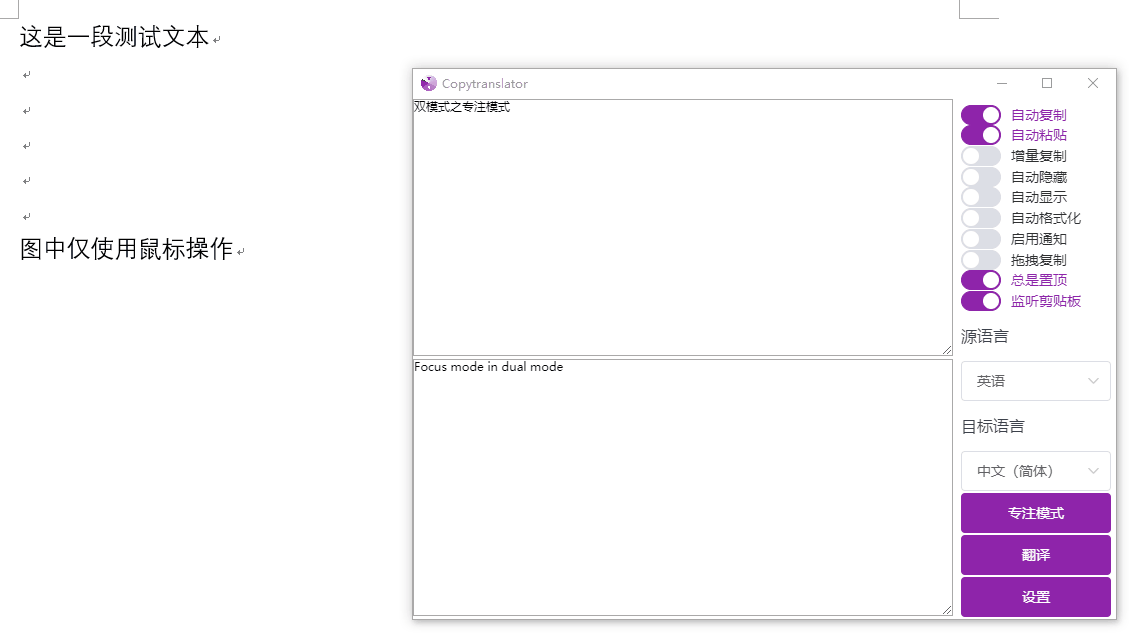 这是一段测试文本
图中仅使用鼠标操作
Copytranslator
双模式之专注模式
Focus mode in dual mode
自动复制
自动粘贴
增量复制
自动隐藏
自动显示
自动格式化
启用通知
拖拽复制
总是置顶
监听剪贴板
源语言
英语
目标语言
中文（简体）
专注模式
翻译
设置